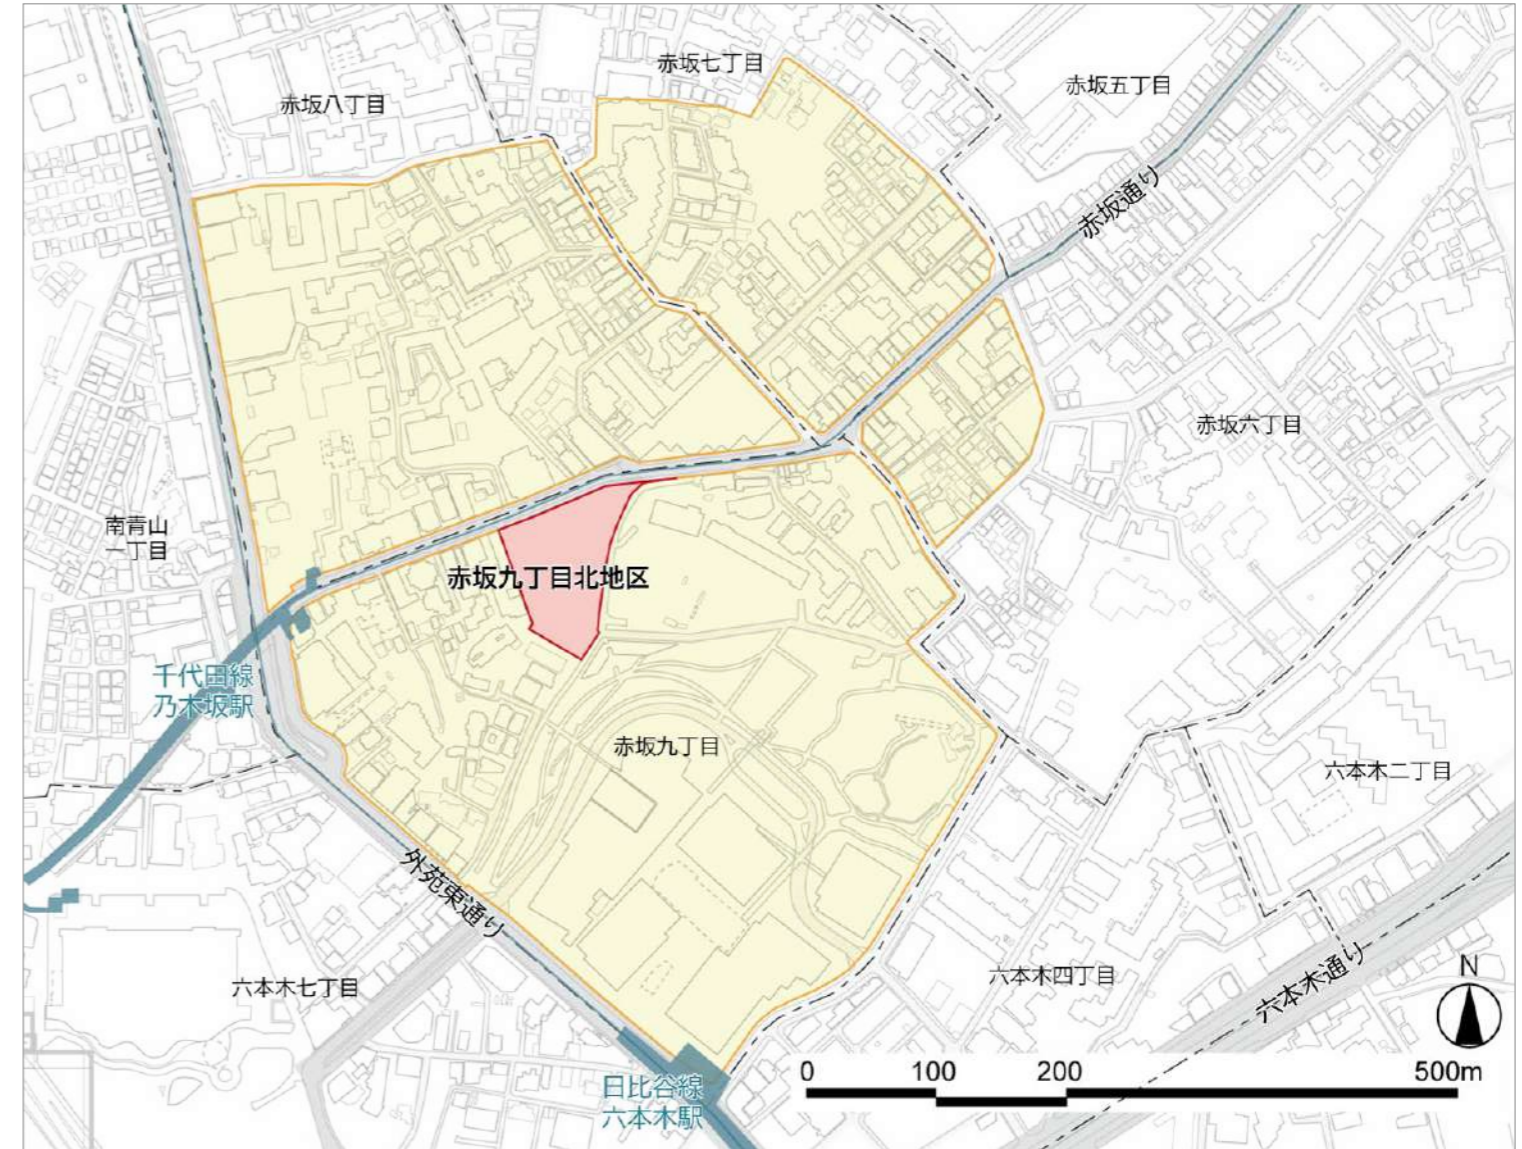 赤坂七丁目
赤坂五丁目
赤坂八丁目
赤坂通り
赤坂六丁目
南青山
一丁目
赤坂九丁目北地区
千代田線
乃木坂駅
赤坂九丁目
六本木二丁目
外苑東通り
六本木七丁目
六本木四丁目
六本木通り
N
0 100 200 500m
日比谷線
六本木駅